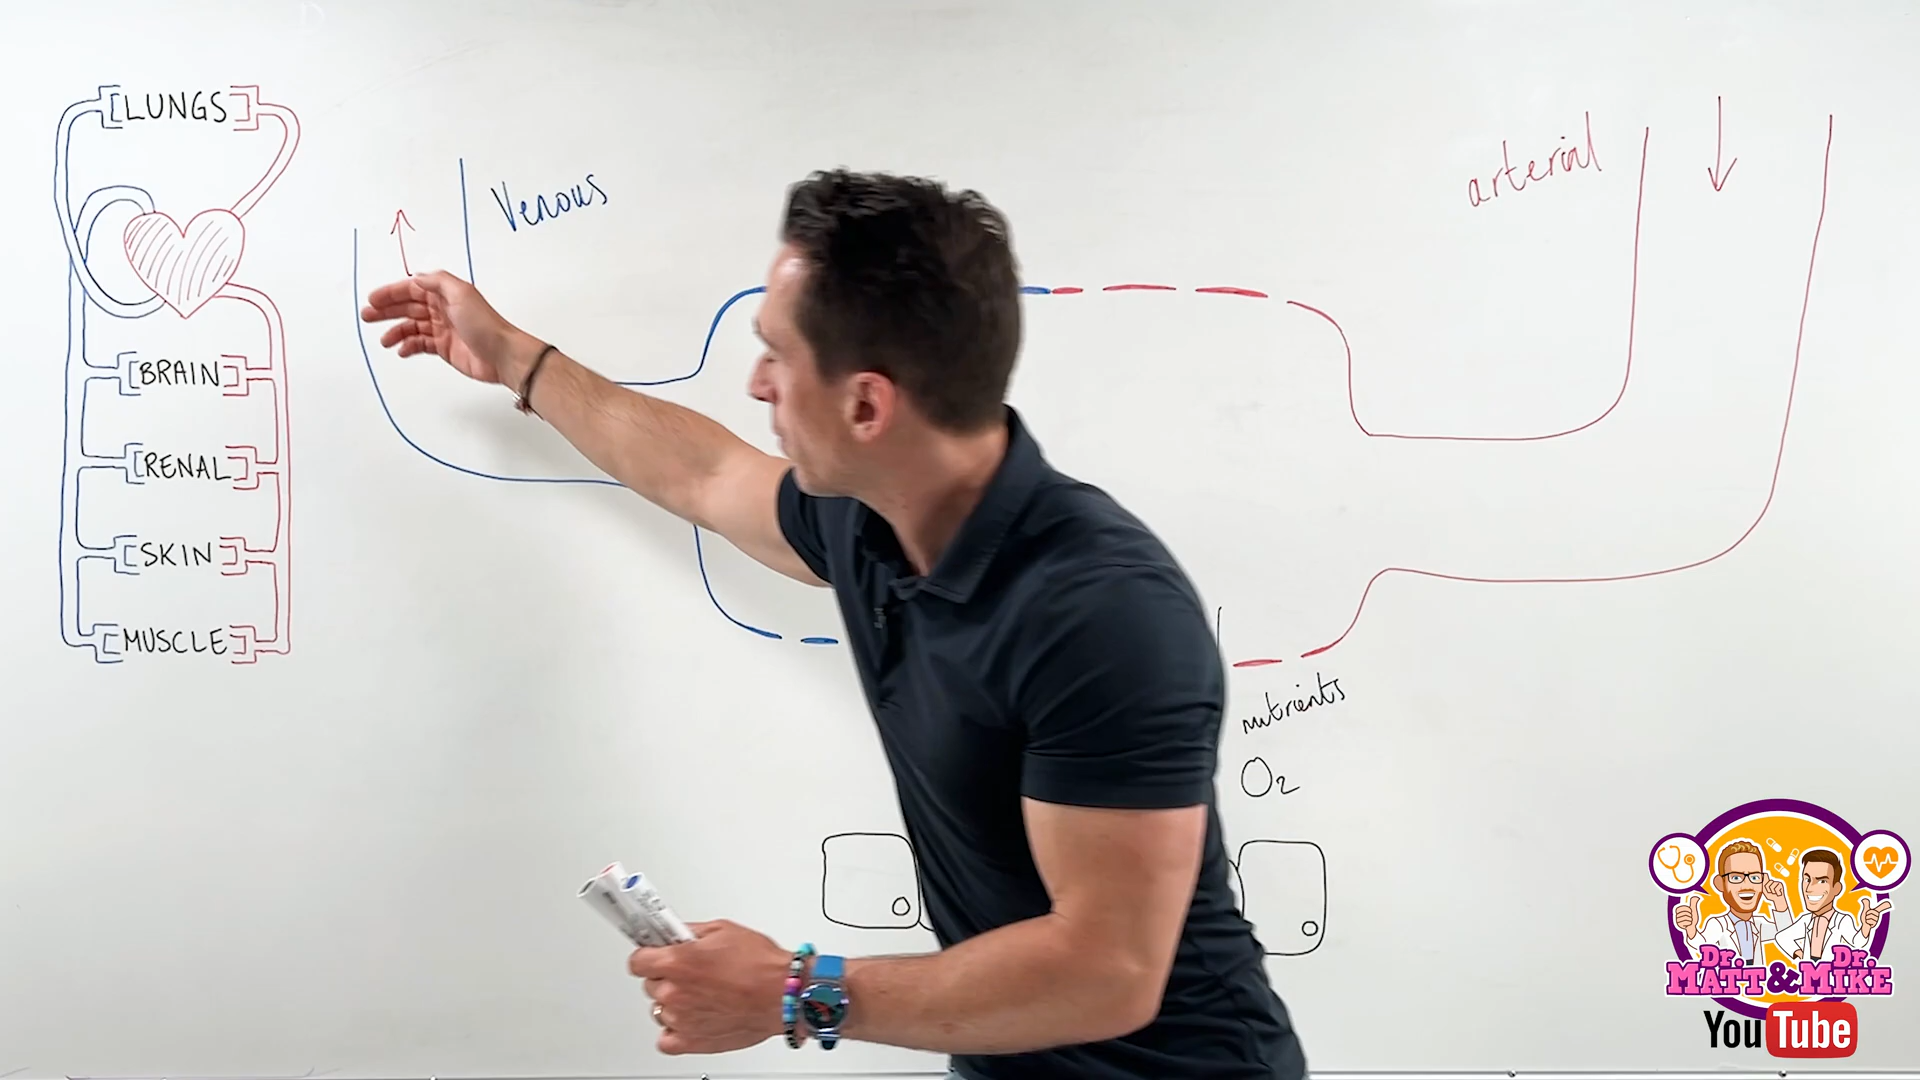 LUNGS
BRAIN
RENAL
SKIN
MUSCLE
Venous
arterial
nutrients
O2
Dr. Dr.
MATT & MIKE
YouTube